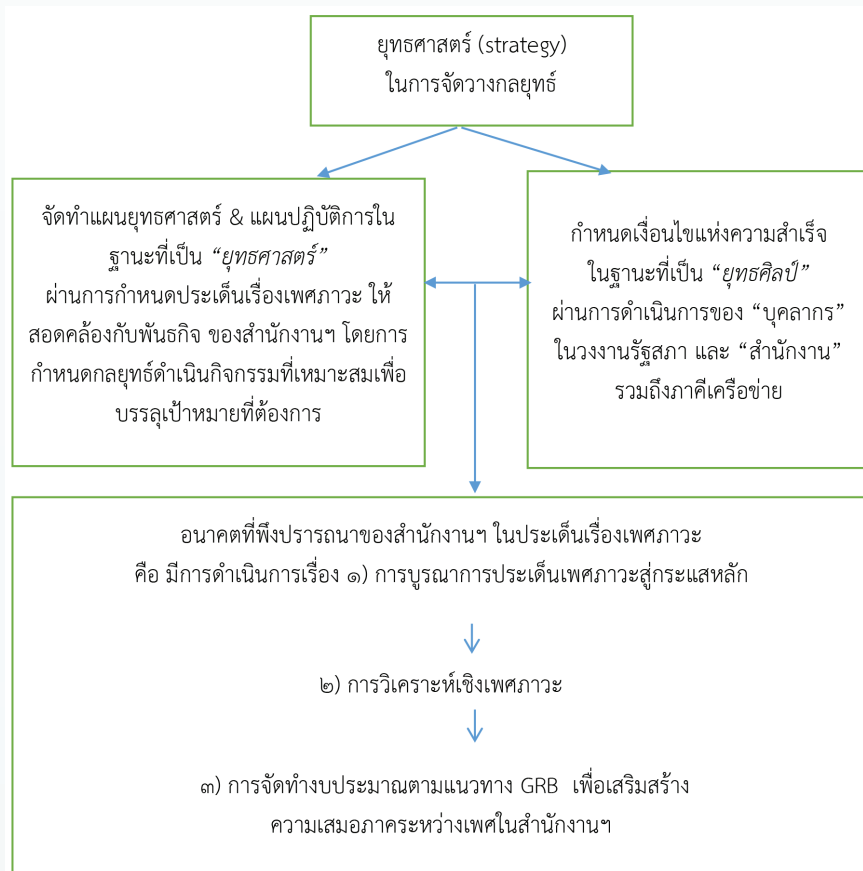 ยุทธศาสตร์ (strategy)
ในการจัดวางกลยุทธ์
จัดทำแผนยุทธศาสตร์ & แผนปฏิบัติการใน
ฐานะที่เป็น “ยุทธศาสตร์”
ผ่านการกำหนดประเด็นเรื่องเพศภาวะ ให้
สอดคล้องกับพันธกิจ ของสำนักงานฯ โดยการ
กำหนดกลยุทธ์ดำเนินกิจกรรมที่เหมาะสมเพื่อ
บรรลุเป้าหมายที่ต้องการ
กำหนดเงื่อนไขแห่งความสำเร็จ
ในฐานะที่เป็น “ยุทธศิลป์”
ผ่านการดำเนินการของ “บุคลากร”
ในวงงานรัฐสภา และ “สำนักงาน”
รวมถึงภาคีเครือข่าย
อนาคตที่พึงปรารถนาของสำนักงานฯ ในประเด็นเรื่องเพศภาวะ
คือ มีการดำเนินการเรื่อง ๑) การบูรณาการประเด็นเพศภาวะสู่กระแสหลัก
๒) การวิเคราะห์เชิงเพศภาวะ
๓) การจัดทำงบประมาณตามแนวทาง GRB เพื่อเสริมสร้าง
ความเสมอภาคระหว่างเพศในสำนักงานฯ